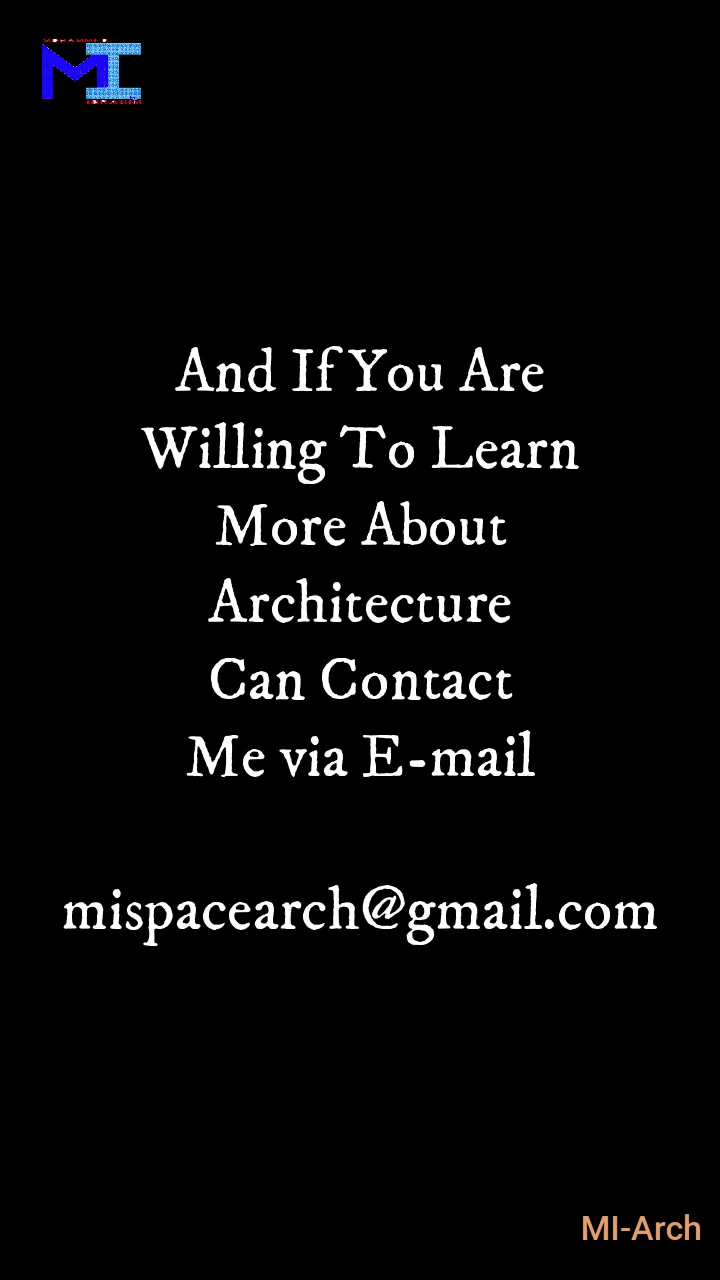 MI
And If You Are
Willing To Learn
More About
Architecture
Can Contact
Me via E-mail
mispacearch@gmail.com
MI-Arch